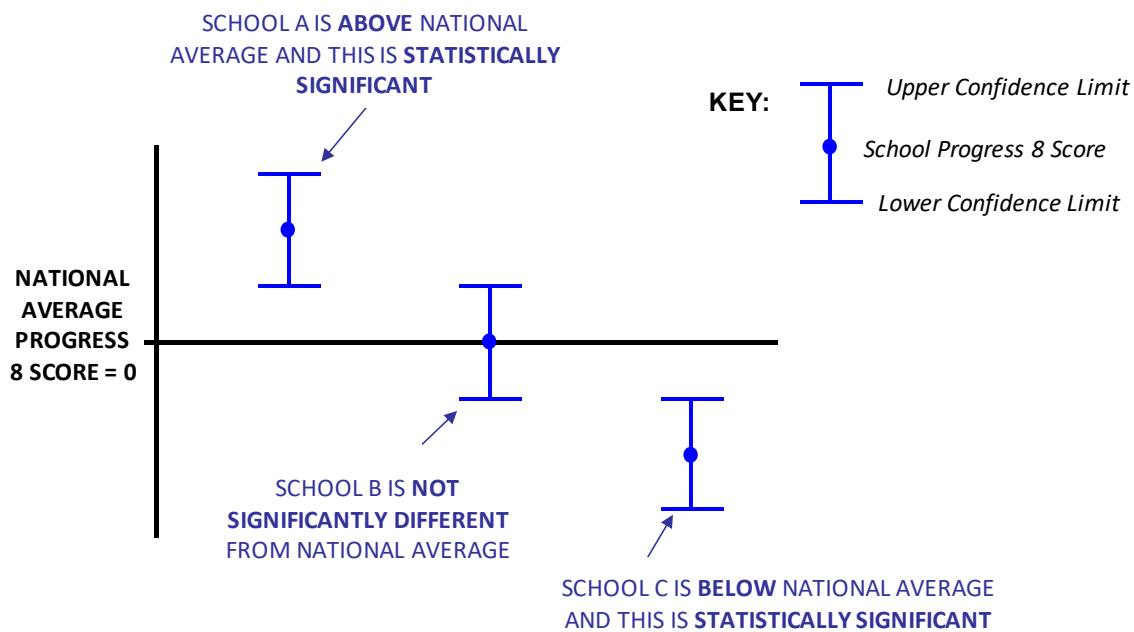 SCHOOL A IS ABOVE NATIONAL
AVERAGE AND THIS IS STATISTICALLY
SIGNIFICANT
KEY:
Upper Confidence Limit
School Progress 8 Score
Lower Confidence Limit
NATIONAL
AVERAGE
PROGRESS
8 SCORE = 0
SCHOOL B IS NOT
SIGNIFICANTLY DIFFERENT
FROM NATIONAL AVERAGE
SCHOOL C IS BELOW NATIONAL AVERAGE
AND THIS IS STATISTICALLY SIGNIFICANT